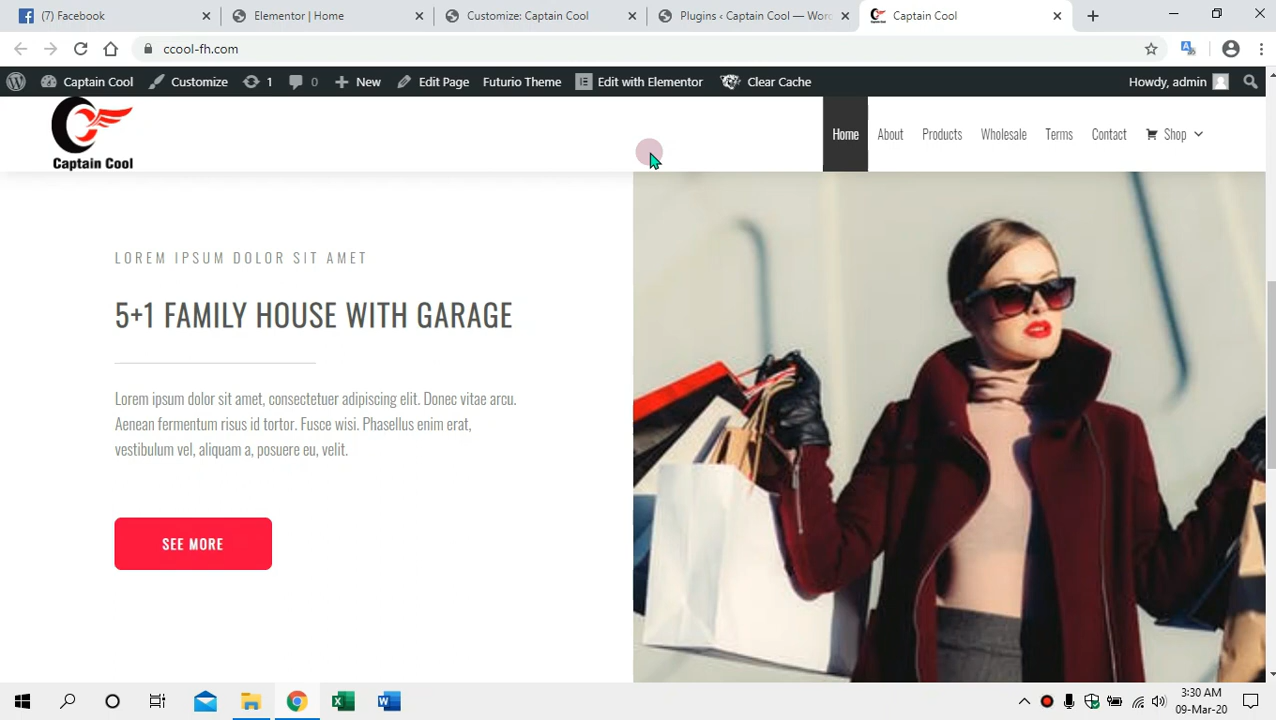 (7) Facebook
Elementor | Home
Customize: Captain Cool
Plugins ‹ Captain Cool — Wor
Captain Cool
ccool-fh.com
Captain Cool
Customize
1
0
New
Edit Page
Futurio Theme
Edit with Elementor
Clear Cache
Howdy, admin
Captain Cool
Home
About
Products
Wholesale
Terms
Contact
Shop
LOREM IPSUM DOLOR SIT AMET
5+1 FAMILY HOUSE WITH GARAGE
Lorem ipsum dolor sit amet, consectetuer adipiscing elit. Donec vitae arcu.
Aenean fermentum risus id tortor. Fusce wisi. Phasellus enim erat,
vestibulum vel, aliquam a, posuere eu, velit.
SEE MORE
3:30 AM
09-Mar-20